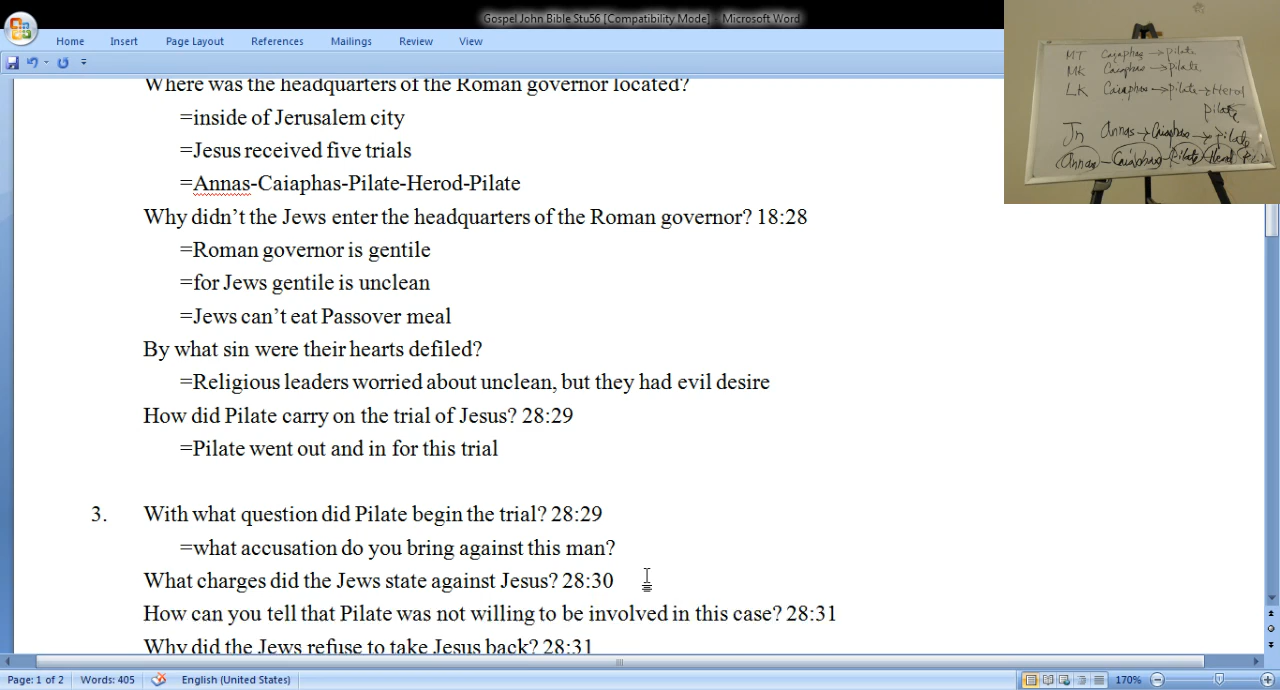 Gospel John Bible Stu56 [Compatibility Mode] - Microsoft Word
Home Insert Page Layout References Mailings Review View
Where was the headquarters of the Roman governor located?
=inside of Jerusalem city
=Jesus received five trials
=Annas-Caiaphas-Pilate-Herod-Pilate
Why didn't the Jews enter the headquarters of the Roman governor? 18:28
=Roman governor is gentile
=for Jews gentile is unclean
=Jews can't eat Passover meal
By what sin were their hearts defiled?
=Religious leaders worried about unclean, but they had evil desire
How did Pilate carry on the trial of Jesus? 28:29
=Pilate went out and in for this trial
3. With what question did Pilate begin the trial? 28:29
=what accusation do you bring against this man?
What charges did the Jews state against Jesus? 28:30
How can you tell that Pilate was not willing to be involved in this case? 28:31
Why did the Jews refuse to take Jesus back? 28:31
Page: 1 of 2 Words: 405 English (United States) 170%
MT Caiaphas → pilate
MK Caiaphas → pilate
LK Caiaphas → pilate → Herod
pilate
Jn Annas → Caiaphas → pilate
Annas - Caiaphas - Pilate - Herod